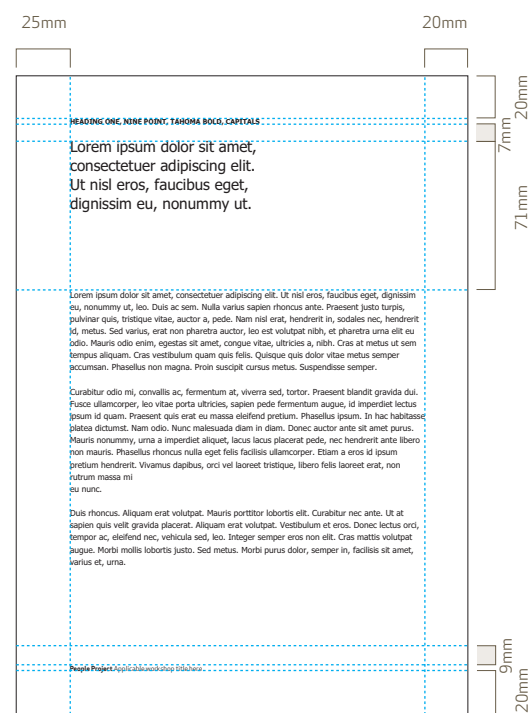 25mm
20mm
20mm
HEADING ONE, NINE POINT, TAHOMA BOLD, CAPITALS
7mm
Lorem ipsum dolor sit amet,
consectetuer adipiscing elit.
Ut nisl eros, faucibus eget,
dignissim eu, nonummy ut.
71mm
Lorem ipsum dolor sit amet, consectetuer adipiscing elit. Ut nisl eros, faucibus eget, dignissim
eu, nonummy ut, leo. Duis ac sem. Nulla varius sapien rhoncus ante. Praesent justo turpis,
pulvinar quis, tristique vitae, auctor a, pede. Nam nisl erat, hendrerit in, sodales nec, hendrerit
id, metus. Sed varius, erat non pharetra auctor, leo est volutpat nibh, et pharetra urna elit eu
odio. Mauris odio enim, egestas sit amet, congue vitae, ultricies a, nibh. Cras at metus ut sem
tempus aliquam. Cras vestibulum quam quis felis. Quisque quis dolor vitae metus semper
accumsan. Phasellus non magna. Proin suscipit cursus metus. Suspendisse semper.
Curabitur odio mi, convallis ac, fermentum at, viverra sed, tortor. Praesent blandit gravida dui.
Fusce ullamcorper, leo vitae porta ultricies, sapien pede fermentum augue, id imperdiet lectus
ipsum id quam. Praesent quis erat eu massa eleifend pretium. Phasellus ipsum. In hac habitasse
platea dictumst. Nam odio. Nunc malesuada diam in diam. Donec auctor ante sit amet purus.
Mauris nonummy, urna a imperdiet aliquet, lacus lacus placerat pede, nec hendrerit ante libero
non mauris. Phasellus rhoncus nulla eget felis facilisis ullamcorper. Etiam a eros id ipsum
pretium hendrerit. Vivamus dapibus, orci vel laoreet tristique, libero felis laoreet erat, non
rutrum massa mi
eu nunc.
Duis rhoncus. Aliquam erat volutpat. Mauris porttitor lobortis elit. Curabitur nec ante. Ut at
sapien quis velit gravida placerat. Aliquam erat volutpat. Vestibulum et eros. Donec lectus orci,
tempor ac, eleifend nec, vehicula sed, leo. Integer semper eros non elit. Cras mattis volutpat
augue. Morbi mollis lobortis justo. Sed metus. Morbi purus dolor, semper in, facilisis sit amet,
varius et, urna.
9mm
People Project Applicable workshop title here
20mm